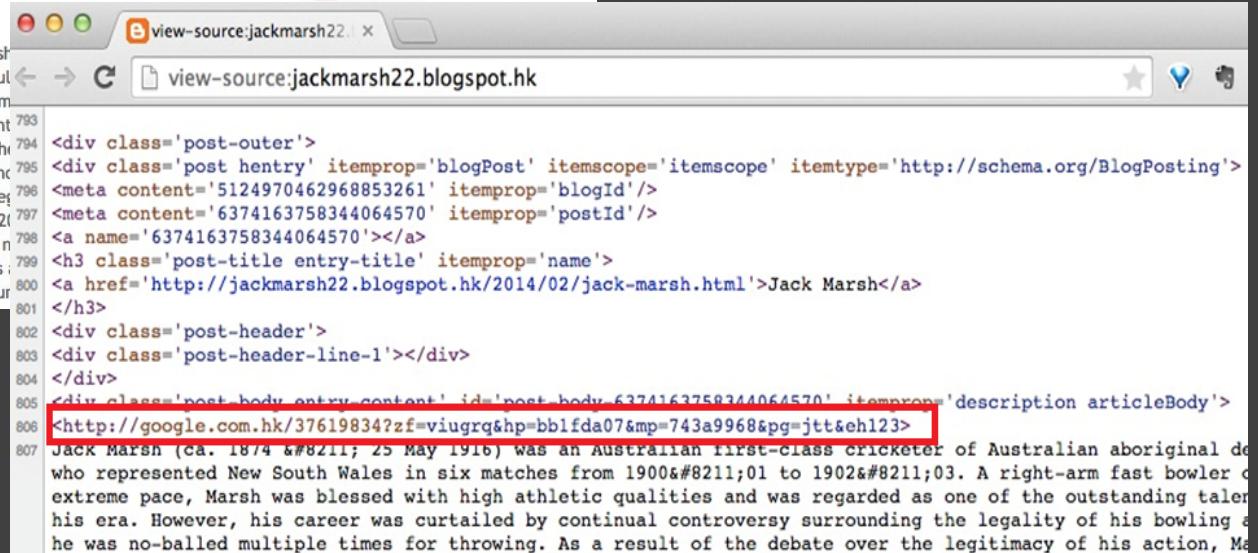 view-source:jackmarsh22.
view-source:jackmarsh22.blogspot.hk
793
794 <div class='post-outer'>
795 <div class='post hentry' itemprop='blogPost' itemscope='itemscope' itemtype='http://schema.org/BlogPosting'>
796 <meta content='5124970462968853261' itemprop='blogId'/>
797 <meta content='6374163758344064570' itemprop='postId'/>
798 <a name='6374163758344064570'></a>
799 <h3 class='post-title entry-title' itemprop='name'>
800 <a href='http://jackmarsh22.blogspot.hk/2014/02/jack-marsh.html'>Jack Marsh</a>
801 </h3>
802 <div class='post-header'>
803 <div class='post-header-line-1'></div>
804 </div>
805 <div class='post-body entry-content' id='post-body-6374163758344064570' itemprop='description articleBody'>
806 <http://google.com.hk/37619834?zf=viugrq&hp=bb1fda07&mp=743a9968&pg=jtt&eh123>
807 Jack Marsh (ca. 1874 &#8211; 25 May 1916) was an Australian first-class cricketer of Australian aboriginal de
who represented New South Wales in six matches from 1900&#8211;01 to 1902&#8211;03. A right-arm fast bowler
extreme pace, Marsh was blessed with high athletic qualities and was regarded as one of the outstanding talen
his era. However, his career was curtailed by continual controversy surrounding the legality of his bowling a
he was no-balled multiple times for throwing. As a result of the debate over the legitimacy of his action, Ma